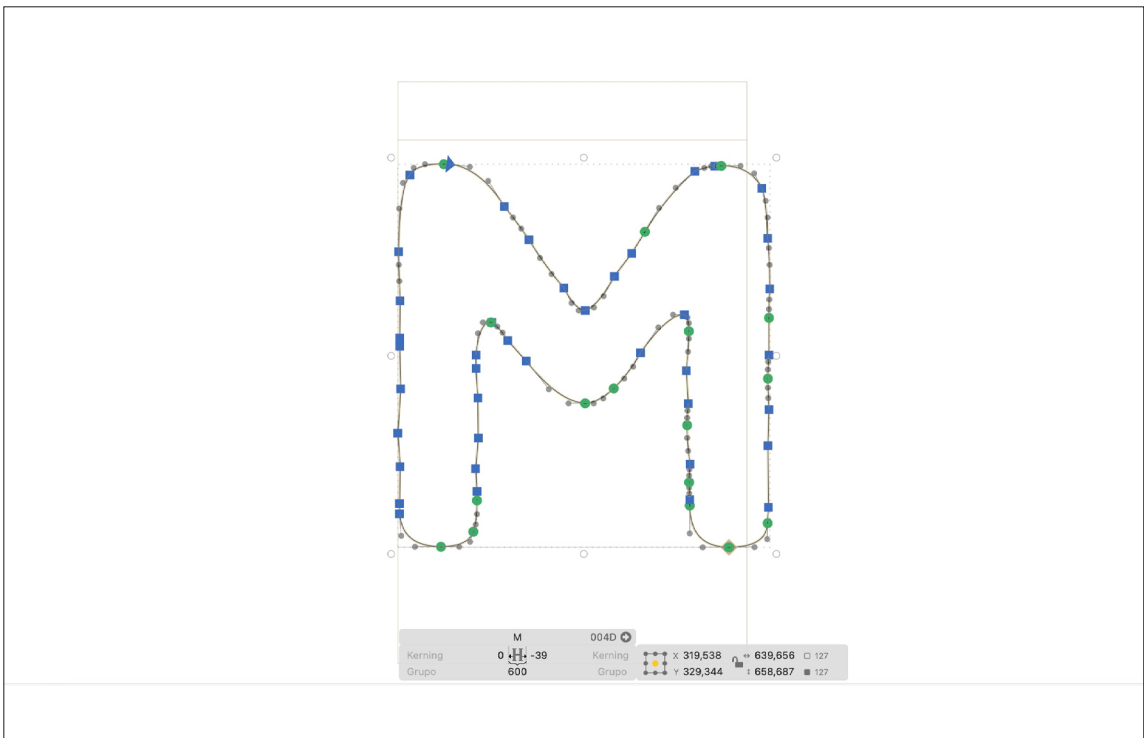 M 004D
Kerning 0 H -39 Kerning
Grupo 600 Grupo
X 319,538 639,656 127
Y 329,344 658,687 127